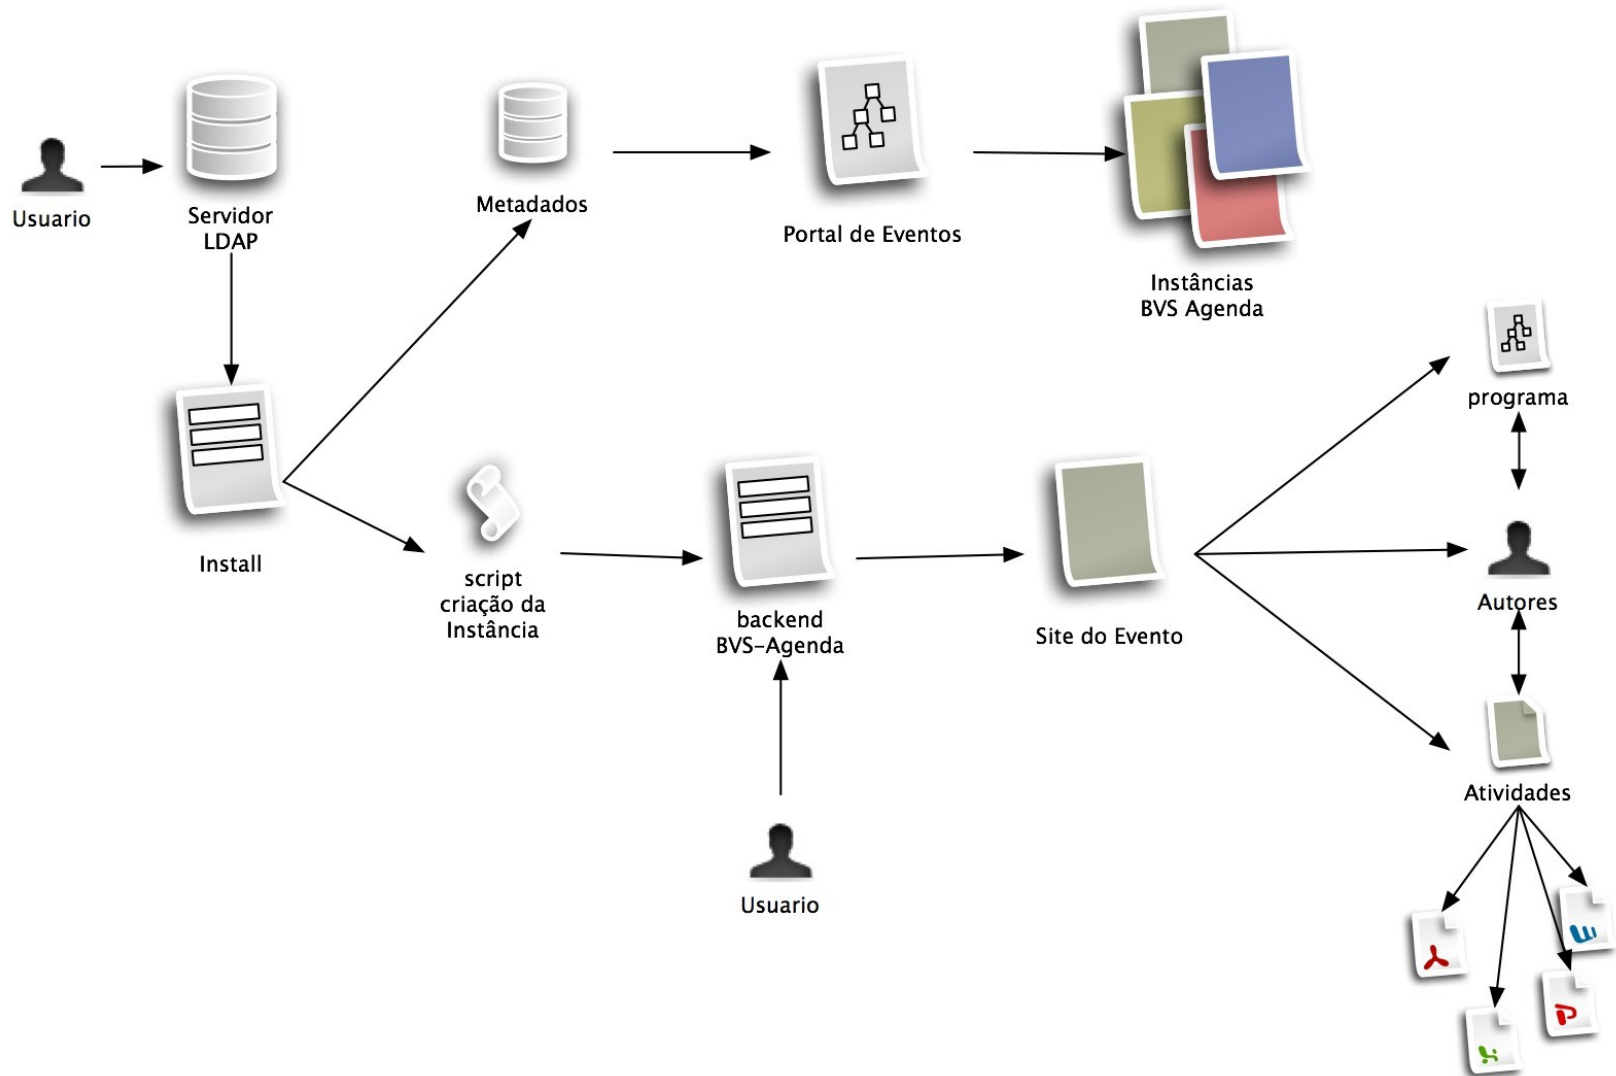 Usuario
Servidor
LDAP
Metadados
Portal de Eventos
Instâncias
BVS Agenda
programa
Install
script
criação da
Instância
backend
BVS-Agenda
Site do Evento
Autores
Atividades
Usuario